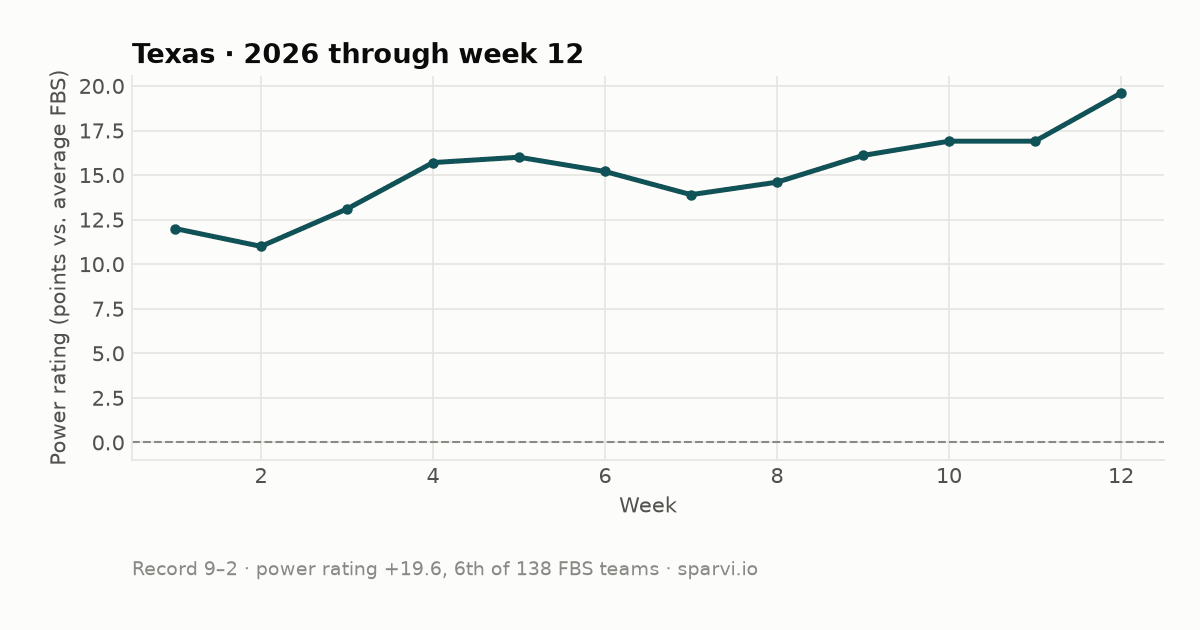 Texas · 2026 through week 12
Power rating (points vs. average FBS)
20.0
17.5
15.0
12.5
10.0
7.5
5.0
2.5
0.0
2 4 6 8 10 12
Week
Record 9–2 · power rating +19.6, 6th of 138 FBS teams · sparvi.io